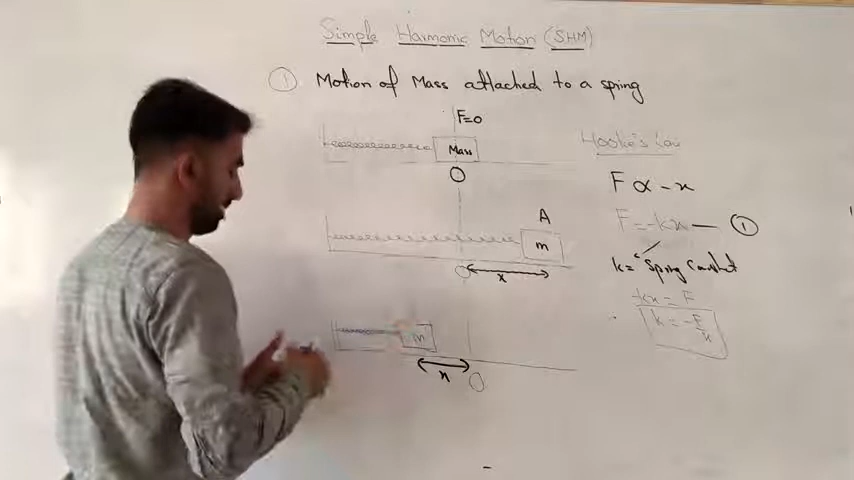 Simple Harmonic Motion (SHM)
① Motion of Mass attached to a spring
F=0
Mass
O
Hooke's Law
F ∝ -x
F = -kx — ①
k = Spring Constant
-kx = F
k = -F/x
A
m
O
x
m
x
O